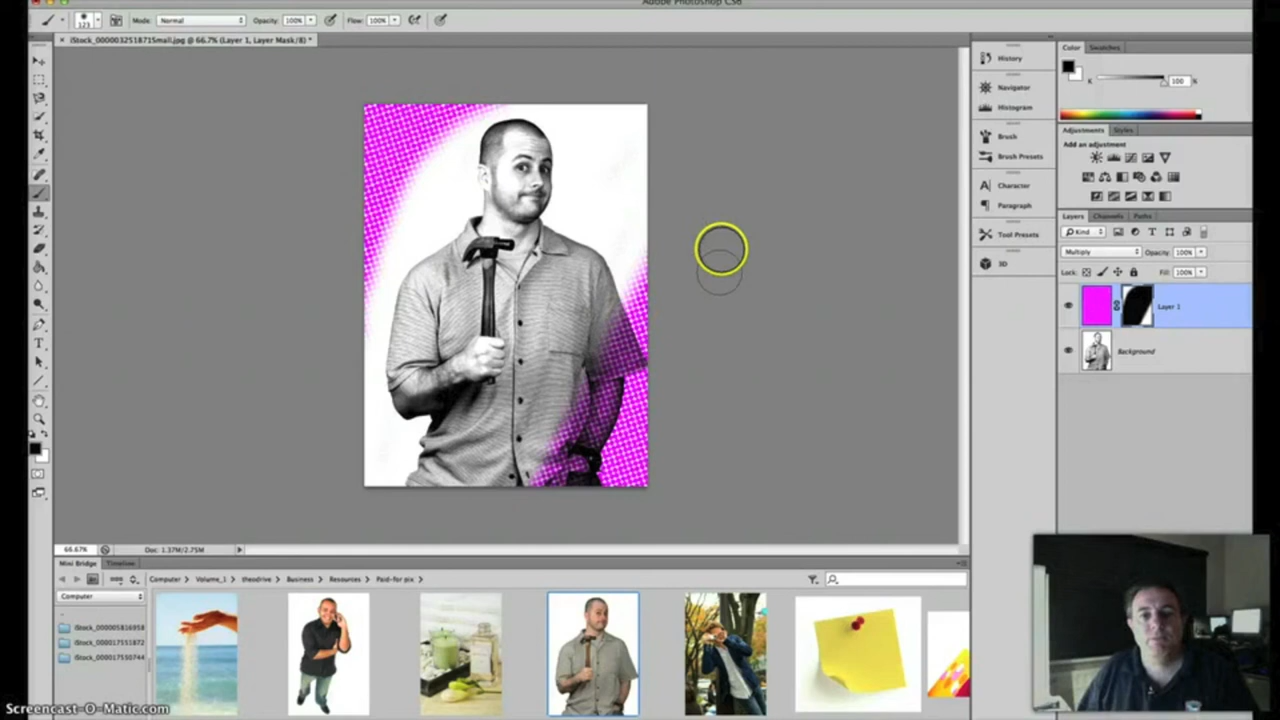 Adobe Photoshop CS6
123
Mode: Normal
Opacity: 100%
Flow: 100%
iStock_000003251871Small.jpg @ 66.7% (Layer 1, Layer Mask/8) *
History
Navigator
Histogram
Brush
Brush Presets
Character
Paragraph
Tool Presets
3D
Color
Swatches
K
100
%
Adjustments
Styles
Add an adjustment
Layers
Channels
Paths
Kind
Multiply
Opacity: 100%
Lock:
Fill: 100%
Layer 1
Background
66.67%
Doc: 1.37M/2.75M
Mini Bridge
Timeline
Computer
Volume_1
theodrive
Business
Resources
Paid-for pix
Computer
iStock_000005816958
iStock_000017551872
iStock_000017550744
Screencast-O-Matic.com